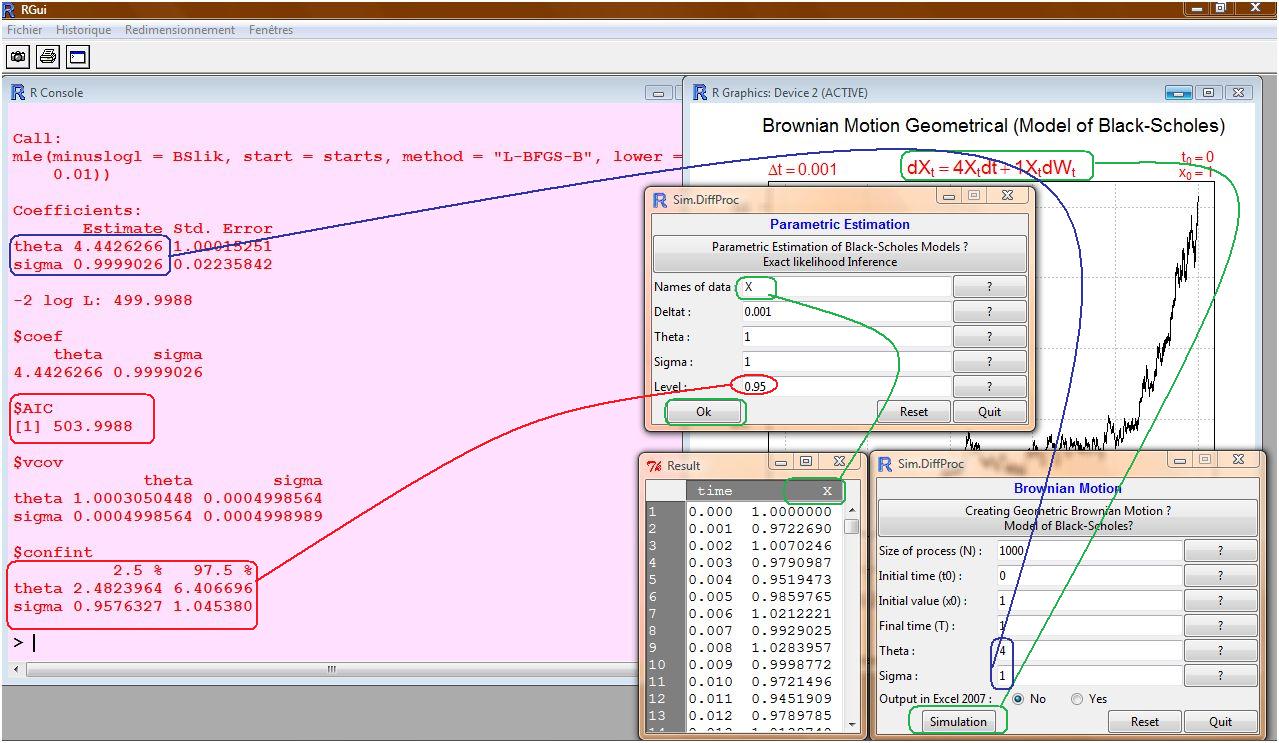 RGui
Fichier Historique Redimensionnement Fenêtres
R Console
Call:
mle(minuslogl = BSlik, start = starts, method = "L-BFGS-B", lower =
0.01))
Coefficients:
Estimate Std. Error
theta 4.4426266 1.00015251
sigma 0.9999026 0.02235842
-2 log L: 499.9988
$coef
theta sigma
4.4426266 0.9999026
$AIC
[1] 503.9988
$vcov
theta sigma
theta 1.0003050448 0.0004998564
sigma 0.0004998564 0.0004998989
$confint
2.5 % 97.5 %
theta 2.4823964 6.406696
sigma 0.9576327 1.045380
>
R Graphics: Device 2 (ACTIVE)
Brownian Motion Geometrical (Model of Black-Scholes)
Δt = 0.001
dXₜ = 4Xₜdt + 1XₜdWₜ
t₀ = 0
x₀ = 1
Sim.DiffProc
Parametric Estimation
Parametric Estimation of Black-Scholes Models ?
Exact likelihood Inference
Names of data : X ?
Deltat : 0.001 ?
Theta : 1 ?
Sigma : 1 ?
Level : 0.95 ?
Ok Reset Quit
Result
time X
1 0.000 1.0000000
2 0.001 0.9722690
3 0.002 1.0070246
4 0.003 0.9790987
5 0.004 0.9519473
6 0.005 0.9859765
7 0.006 1.0212221
8 0.007 0.9929025
9 0.008 1.0283957
10 0.009 0.9998772
11 0.010 0.9721496
12 0.011 0.9451909
13 0.012 0.9789785
Sim.DiffProc
Brownian Motion
Creating Geometric Brownian Motion ?
Model of Black-Scholes?
Size of process (N) : 1000 ?
Initial time (t0) : 0 ?
Initial value (x0) : 1 ?
Final time (T) : 1 ?
Theta : 4 ?
Sigma : 1 ?
Output in Excel 2007 : No Yes
Simulation Reset Quit